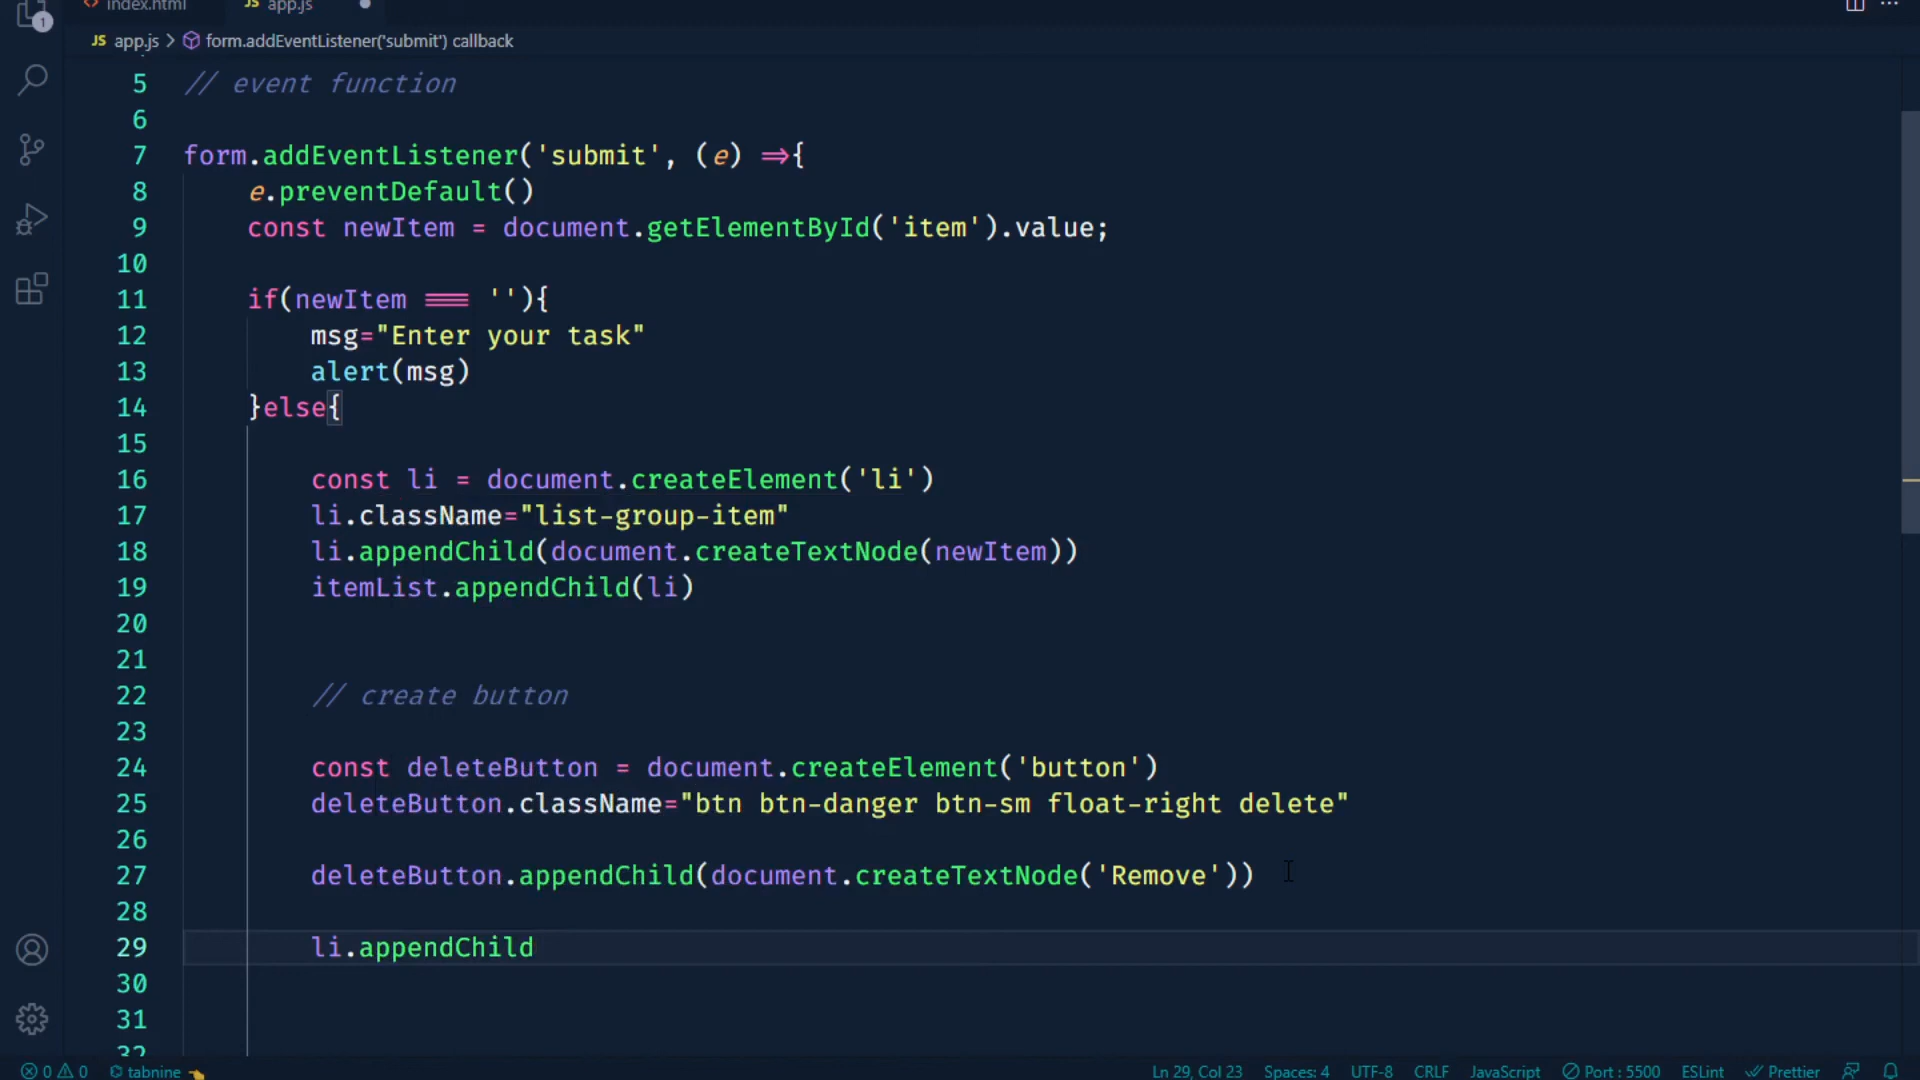 index.html
JS app.js
JS app.js > form.addEventListener('submit') callback
5 // event function
6
7 form.addEventListener('submit', (e) =>{
8 e.preventDefault()
9 const newItem = document.getElementById('item').value;
10
11 if(newItem === ''){
12 msg="Enter your task"
13 alert(msg)
14 }else{
15
16 const li = document.createElement('li')
17 li.className="list-group-item"
18 li.appendChild(document.createTextNode(newItem))
19 itemList.appendChild(li)
20
21
22 // create button
23
24 const deleteButton = document.createElement('button')
25 deleteButton.className="btn btn-danger btn-sm float-right delete"
26
27 deleteButton.appendChild(document.createTextNode('Remove'))
28
29 li.appendChild
30
31
32
1
0 0 tabnine Ln 29, Col 23 Spaces: 4 UTF-8 CRLF JavaScript Port : 5500 ESLint Prettier